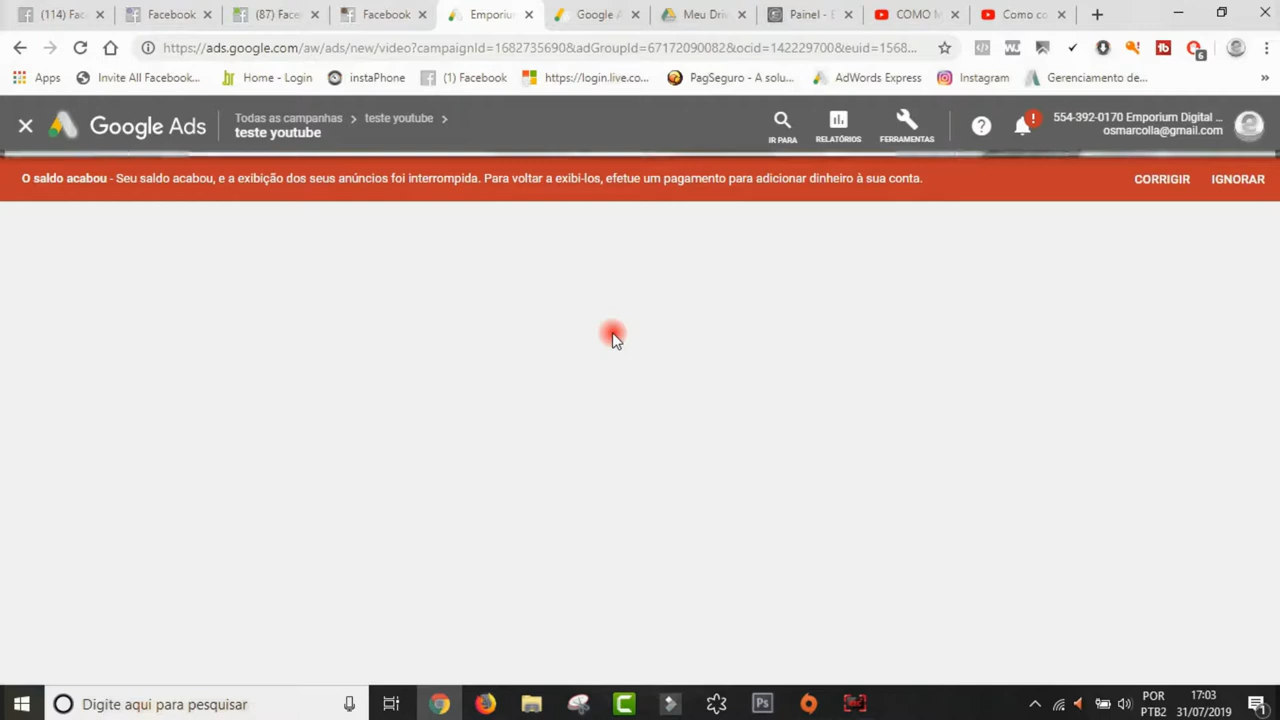 (114) Fac
Facebook
(87) Face
Facebook
Emporiu
Google A
Meu Driv
Painel - E
COMO M
Como co
https://ads.google.com/aw/ads/new/video?campaignId=1682735690&adGroupId=67172090082&ocid=142229700&euid=1568...
6
Apps
Invite All Facebook...
Home - Login
instaPhone
(1) Facebook
https://login.live.co...
PagSeguro - A solu...
AdWords Express
Instagram
Gerenciamento de...
»
Google Ads
Todas as campanhas > teste youtube >
teste youtube
IR PARA
RELATÓRIOS
FERRAMENTAS
554-392-0170 Emporium Digital ...
osmarcolla@gmail.com
O saldo acabou - Seu saldo acabou, e a exibição dos seus anúncios foi interrompida. Para voltar a exibi-los, efetue um pagamento para adicionar dinheiro à sua conta.
CORRIGIR
IGNORAR
Digite aqui para pesquisar
Ps
POR
PTB2
17:03
31/07/2019
1